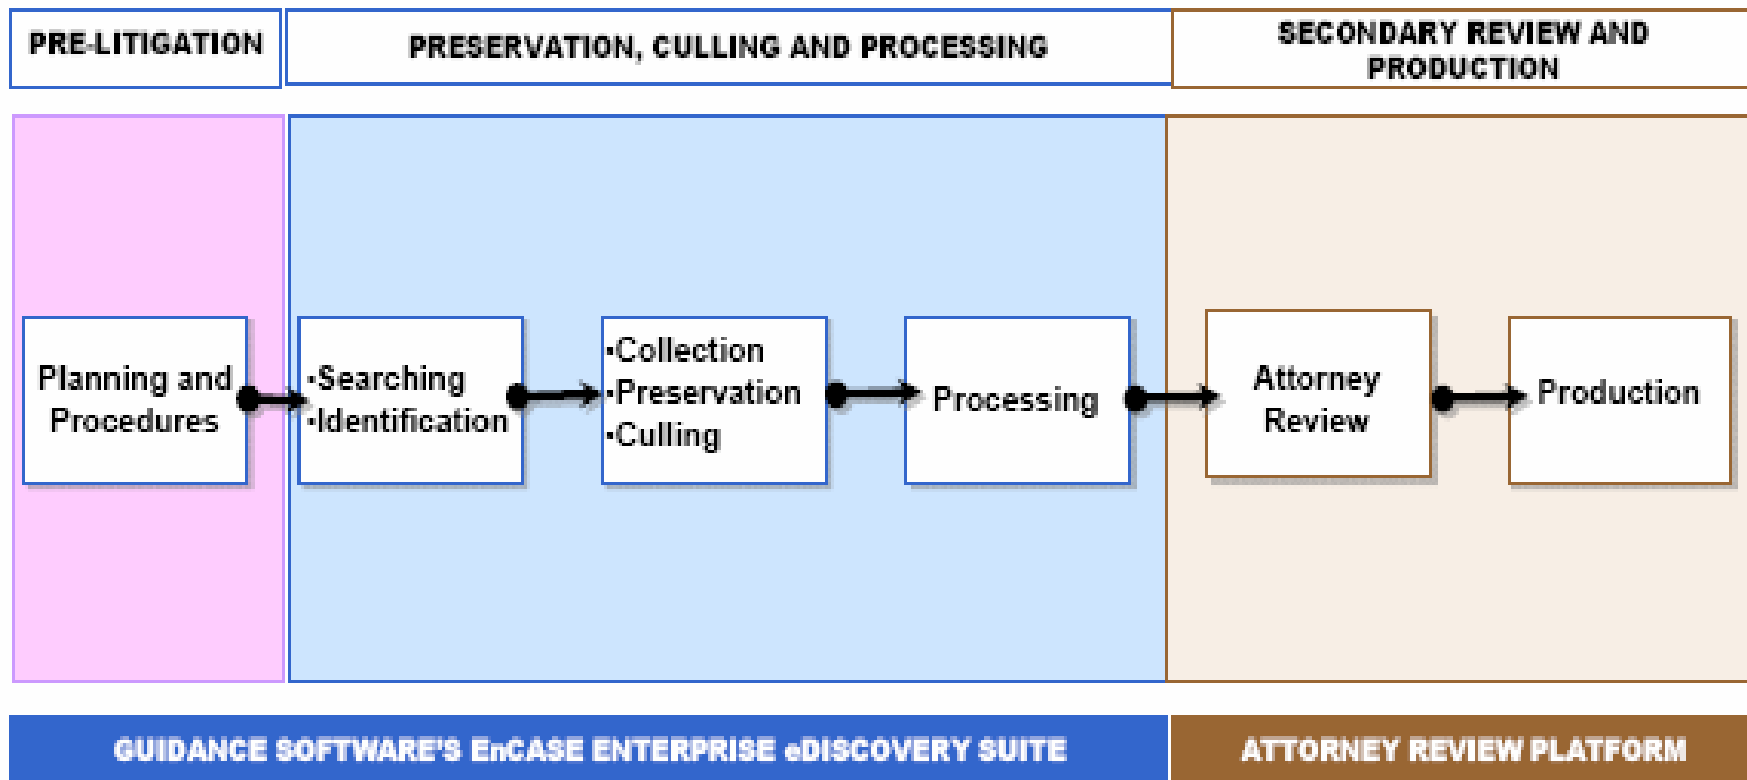 PRE-LITIGATION
PRESERVATION, CULLING AND PROCESSING
SECONDARY REVIEW AND
PRODUCTION
Planning and
Procedures
·Searching
·Identification
·Collection
·Preservation
·Culling
Processing
Attorney
Review
Production
GUIDANCE SOFTWARE'S EnCASE ENTERPRISE eDISCOVERY SUITE
ATTORNEY REVIEW PLATFORM